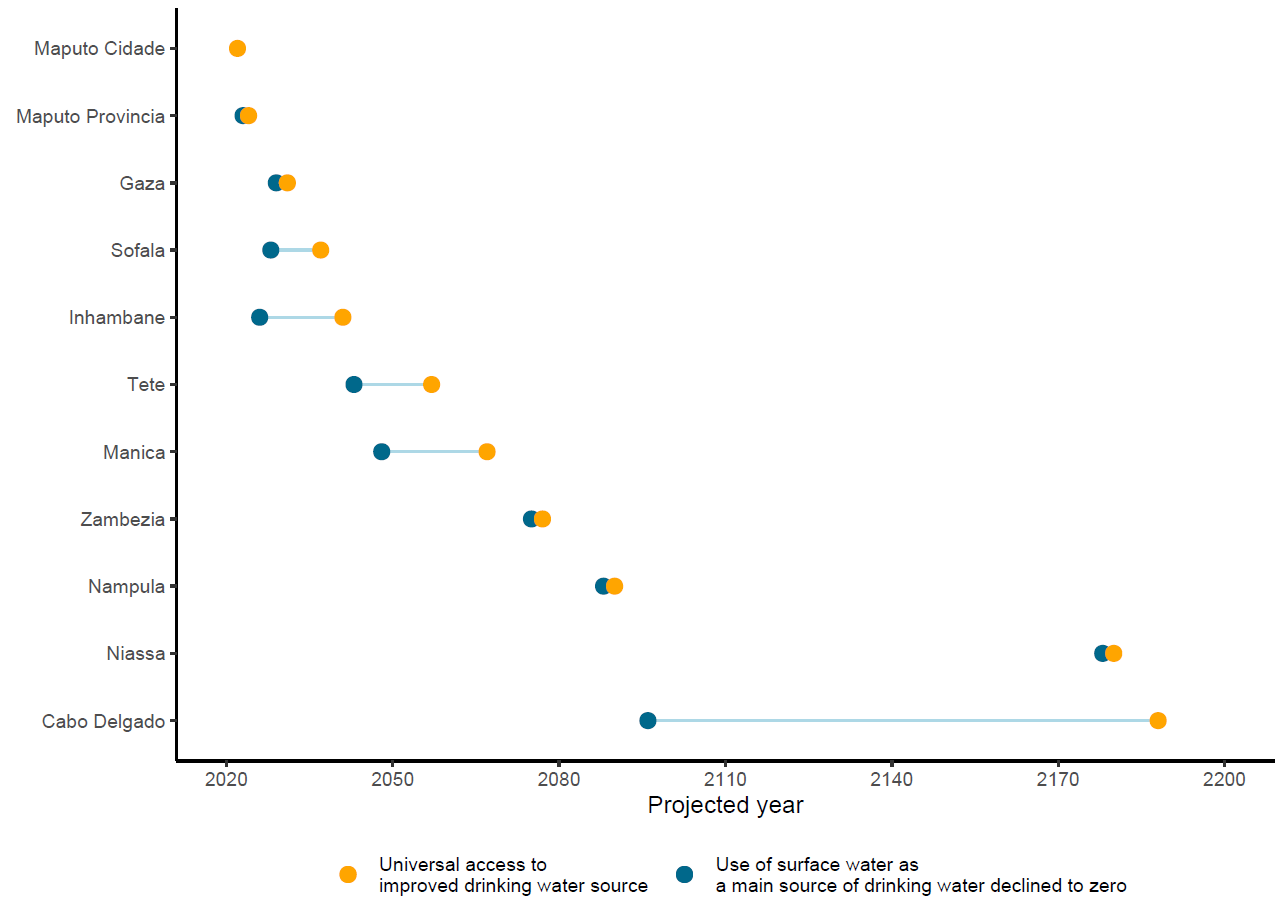 Maputo Cidade
Maputo Provincia
Gaza
Sofala
Inhambane
Tete
Manica
Zambezia
Nampula
Niassa
Cabo Delgado
2020 2050 2080 2110 2140 2170 2200
Projected year
Universal access to
improved drinking water source
Use of surface water as
a main source of drinking water declined to zero